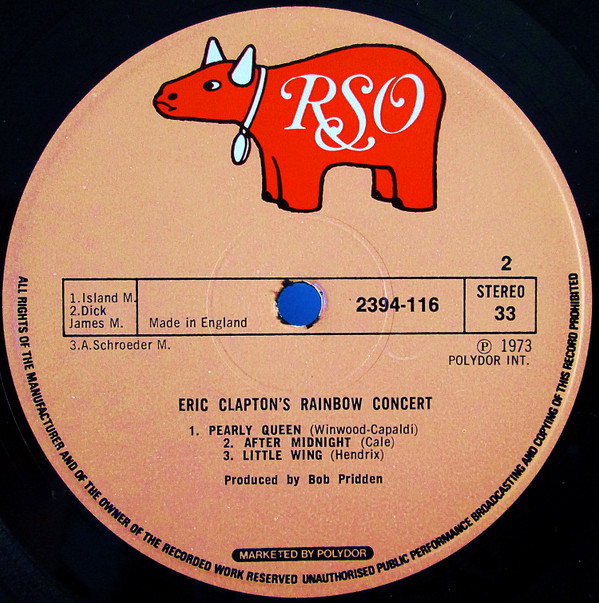 RSO
2
1.Island M.
2.Dick
James M.
Made in England
2394-116
STEREO
33
3.A.Schroeder M.
Ⓟ 1973
POLYDOR INT.
ERIC CLAPTON'S RAINBOW CONCERT
1. PEARLY QUEEN (Winwood-Capaldi)
2. AFTER MIDNIGHT (Cale)
3. LITTLE WING (Hendrix)
Produced by Bob Pridden
MARKETED BY POLYDOR
ALL RIGHTS OF THE MANUFACTURER AND OF THE OWNER OF THE RECORDED WORK RESERVED UNAUTHORISED PUBLIC PERFORMANCE BROADCASTING AND COPYING OF THIS RECORD PROHIBITED